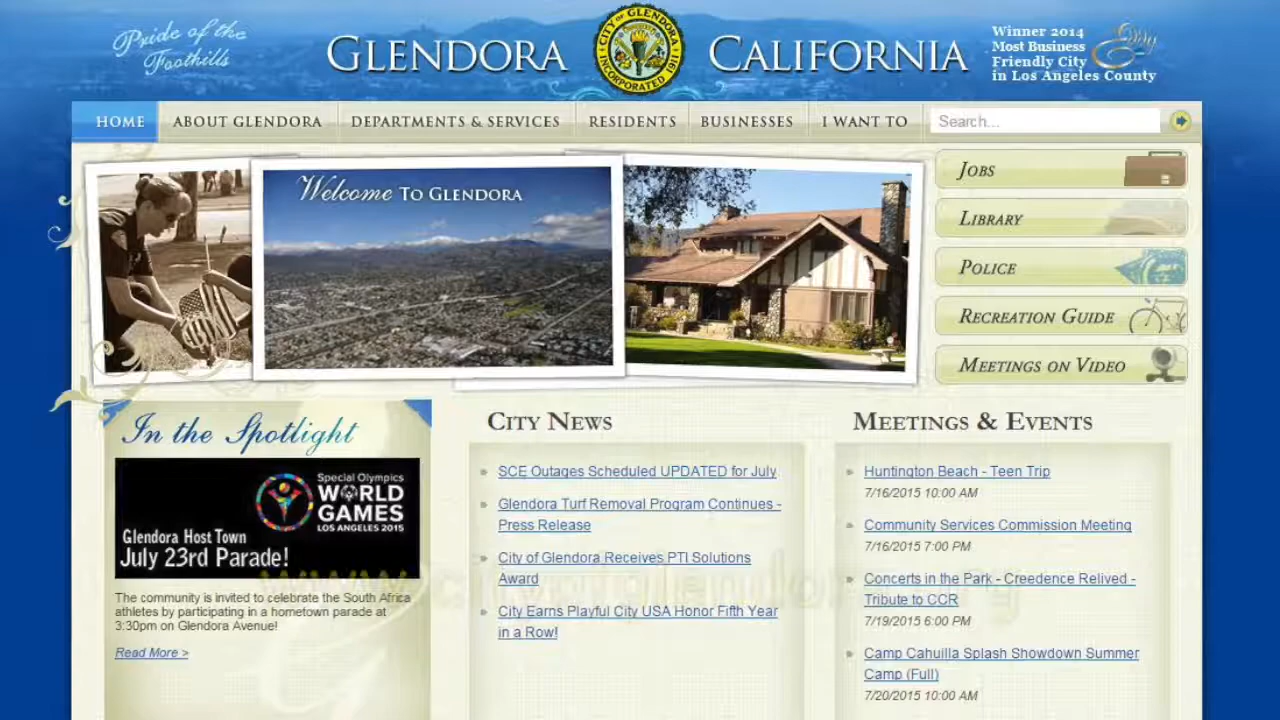 Pride of the
Foothills
GLENDORA
CITY OF GLENDORA
INCORPORATED 1911
CALIFORNIA
Winner 2014
Most Business
Friendly City
in Los Angeles County
Eddy
HOME
ABOUT GLENDORA
DEPARTMENTS & SERVICES
RESIDENTS
BUSINESSES
I WANT TO
Search...
Welcome TO GLENDORA
JOBS
LIBRARY
POLICE
RECREATION GUIDE
MEETINGS ON VIDEO
In the Spotlight
Special Olympics
WORLD
GAMES
LOS ANGELES 2015
Glendora Host Town
July 23rd Parade!
The community is invited to celebrate the South Africa
athletes by participating in a hometown parade at
3:30pm on Glendora Avenue!
Read More >
CITY NEWS
SCE Outages Scheduled UPDATED for July
Glendora Turf Removal Program Continues -
Press Release
City of Glendora Receives PTI Solutions
Award
City Earns Playful City USA Honor Fifth Year
in a Row!
MEETINGS & EVENTS
Huntington Beach - Teen Trip
7/16/2015 10:00 AM
Community Services Commission Meeting
7/16/2015 7:00 PM
Concerts in the Park - Creedence Relived -
Tribute to CCR
7/19/2015 6:00 PM
Camp Cahuilla Splash Showdown Summer
Camp (Full)
7/20/2015 10:00 AM